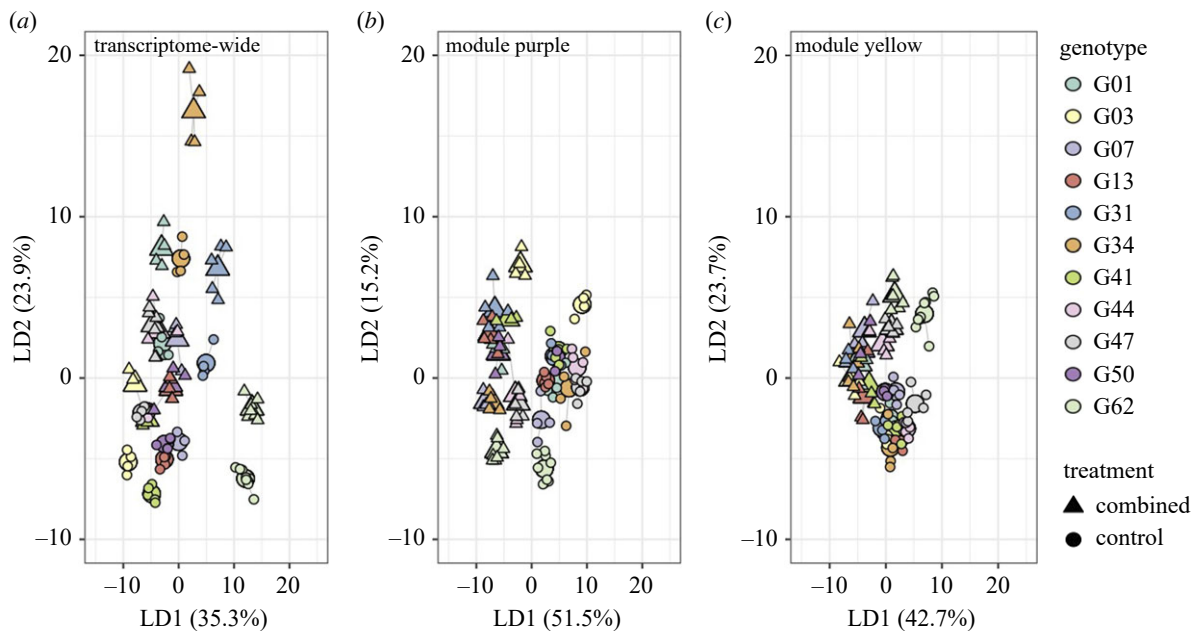 (a)
transcriptome-wide
20
10
0
–10
LD2 (23.9%)
–10 0 10 20
LD1 (35.3%)
(b)
module purple
20
10
0
–10
LD2 (15.2%)
–10 0 10 20
LD1 (51.5%)
(c)
module yellow
20
10
0
–10
LD2 (23.7%)
–10 0 10 20
LD1 (42.7%)
genotype
G01
G03
G07
G13
G31
G34
G41
G44
G47
G50
G62
treatment
combined
control